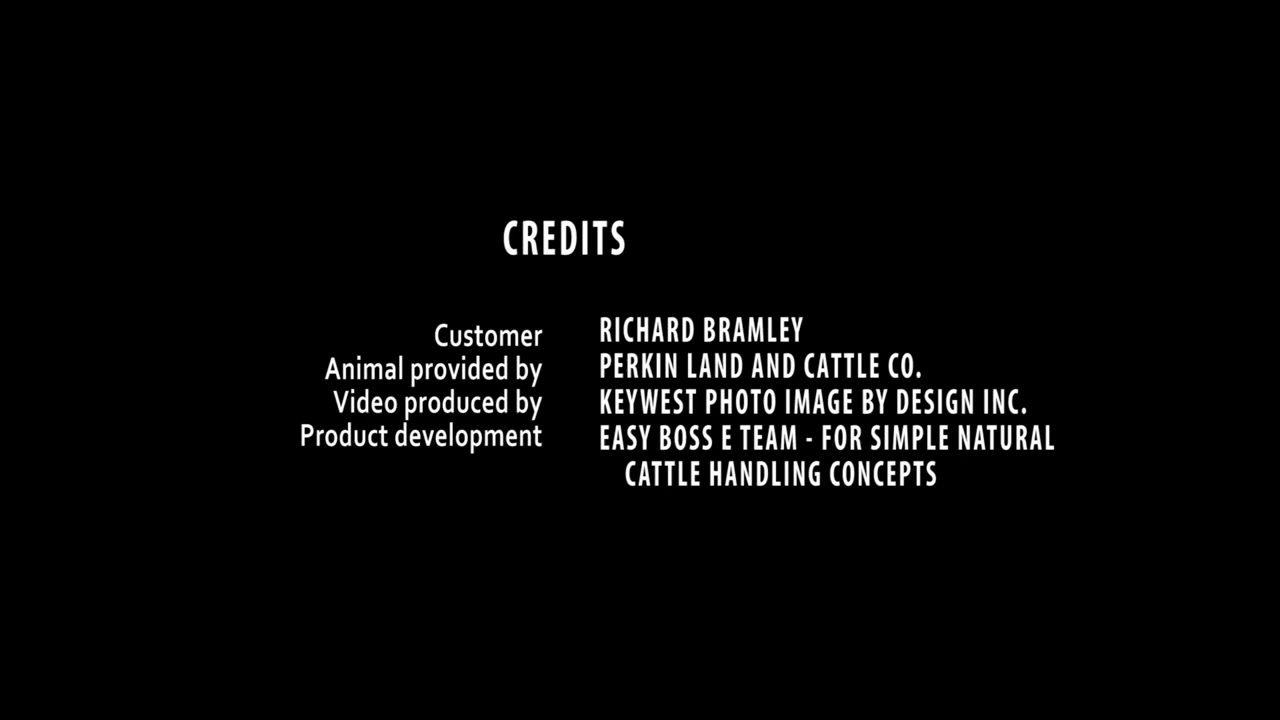 CREDITS
Customer RICHARD BRAMLEY
Animal provided by PERKIN LAND AND CATTLE CO.
Video produced by KEYWEST PHOTO IMAGE BY DESIGN INC.
Product development EASY BOSS E TEAM - FOR SIMPLE NATURAL
CATTLE HANDLING CONCEPTS